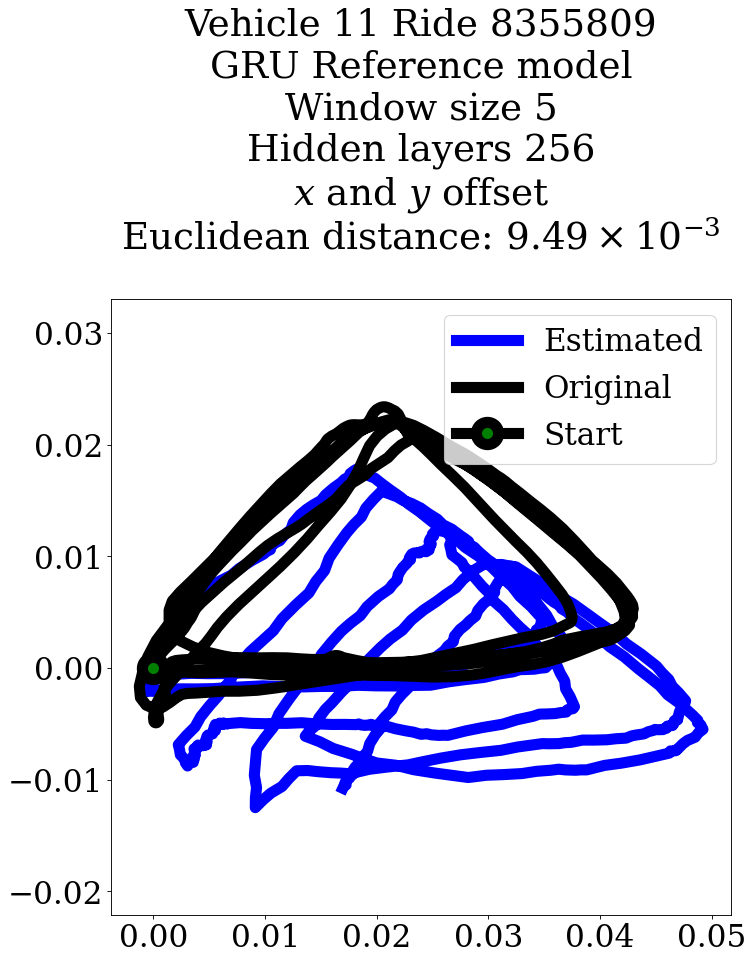 Vehicle 11 Ride 8355809
GRU Reference model
Window size 5
Hidden layers 256
x and y offset
Euclidean distance: 9.49 × 10⁻³
Estimated
Original
Start
0.03
0.02
0.01
0.00
−0.01
−0.02
0.00 0.01 0.02 0.03 0.04 0.05